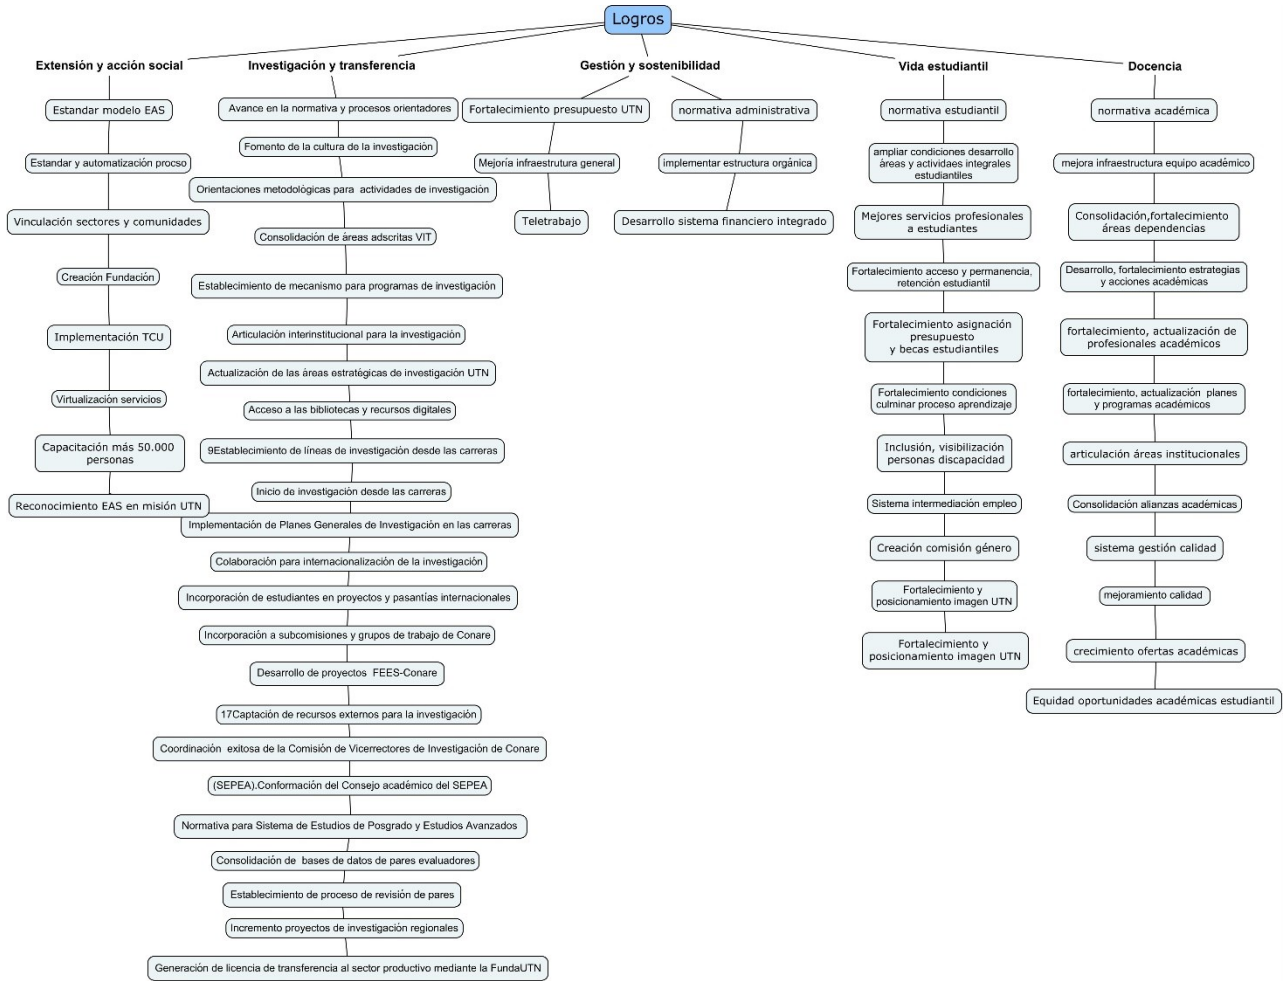 Logros
Extensión y acción social
Estandar modelo EAS
Estandar y automatización procso
Vinculación sectores y comunidades
Creación Fundación
Implementación TCU
Virtualización servicios
Capacitación más 50.000
personas
Reconocimiento EAS en misión UTN
Investigación y transferencia
Avance en la normativa y procesos orientadores
Fomento de la cultura de la investigación
Orientaciones metodológicas para actividades de investigación
Consolidación de áreas adscritas VIT
Establecimiento de mecanismo para programas de investigación
Articulación interinstitucional para la investigación
Actualización de las áreas estratégicas de investigación UTN
Acceso a las bibliotecas y recursos digitales
9Establecimiento de líneas de investigación desde las carreras
Inicio de investigación desde las carreras
Implementación de Planes Generales de Investigación en las carreras
Colaboración para internacionalización de la investigación
Incorporación de estudiantes en proyectos y pasantías internacionales
Incorporación a subcomisiones y grupos de trabajo de Conare
Desarrollo de proyectos FEES-Conare
17Captación de recursos externos para la investigación
Coordinación exitosa de la Comisión de Vicerrectores de Investigación de Conare
(SEPEA).Conformación del Consejo académico del SEPEA
Normativa para Sistema de Estudios de Posgrado y Estudios Avanzados
Consolidación de bases de datos de pares evaluadores
Establecimiento de proceso de revisión de pares
Incremento proyectos de investigación regionales
Generación de licencia de transferencia al sector productivo mediante la FundaUTN
Gestión y sostenibilidad
Fortalecimiento presupuesto UTN
Mejoría infraestrutura general
Teletrabajo
normativa administrativa
implementar estructura orgánica
Desarrollo sistema financiero integrado
Vida estudiantil
normativa estudiantil
ampliar condiciones desarrollo
áreas y actividaes integrales
estudiantiles
Mejores servicios profesionales
a estudiantes
Fortalecimiento acceso y permanencia,
retención estudiantil
Fortalecimiento asignación
presupuesto
y becas estudiantiles
Fortalecimiento condiciones
culminar proceso aprendizaje
Inclusión, visibilización
personas discapacidad
Sistema intermediación empleo
Creación comisión género
Fortalecimiento y
posicionamiento imagen UTN
Fortalecimiento y
posicionamiento imagen UTN
Docencia
normativa académica
mejora infraestructura equipo académico
Consolidación,fortalecimiento
áreas dependencias
Desarrollo, fortalecimiento estrategias
y acciones académicas
fortalecimiento, actualización de
profesionales académicos
fortalecimiento, actualización planes
y programas académicos
articulación áreas institucionales
Consolidación alianzas académicas
sistema gestión calidad
mejoramiento calidad
crecimiento ofertas académicas
Equidad oportunidades académicas estudiantil